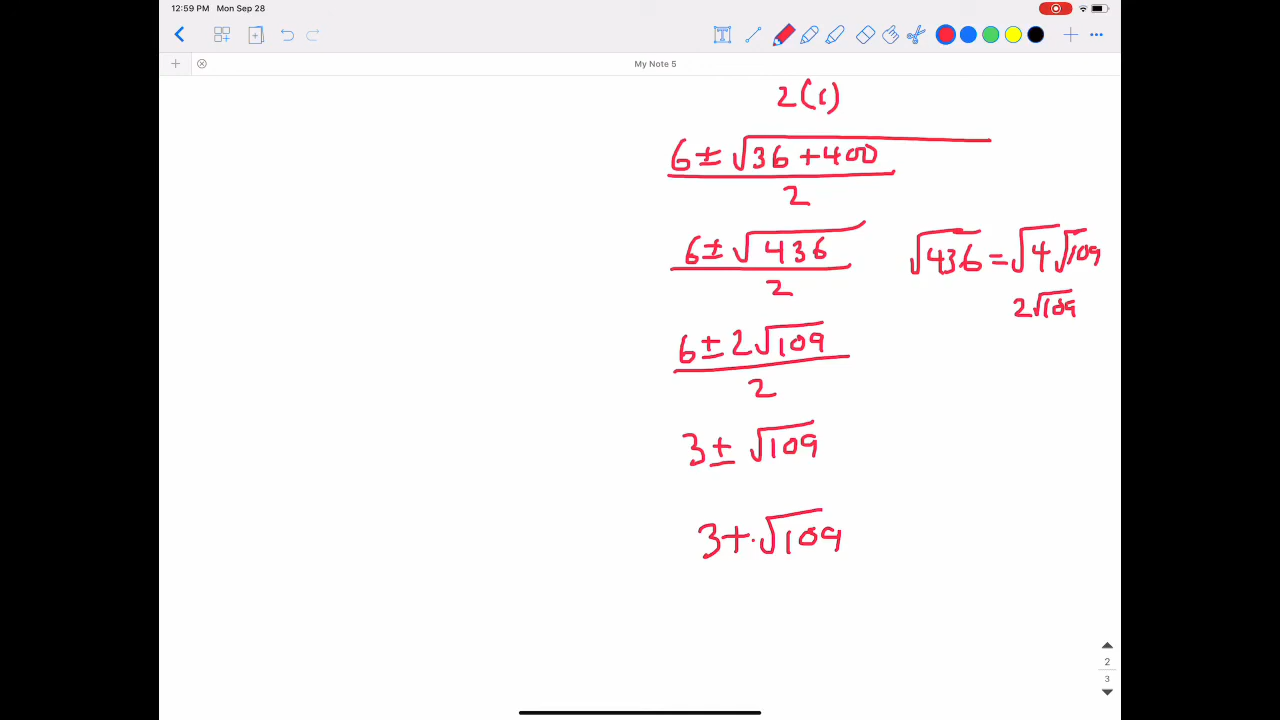 12:59 PM Mon Sep 28
My Note 5
2(1)
6 ± √36 + 400
2
6 ± √436
2
√436 = √4 √109
2√109
6 ± 2√109
2
3 ± √109
3 + √109
2
3